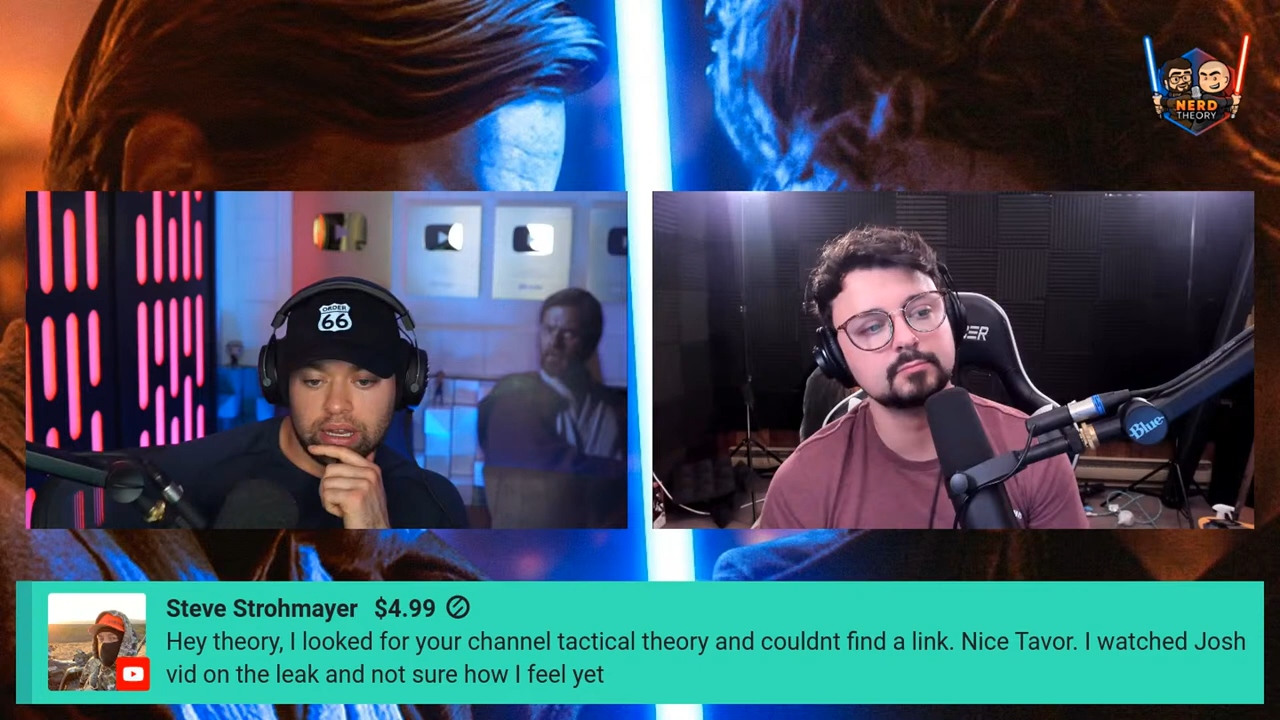 NERD
THEORY
ORDER
66
ER
Blue
Steve Strohmayer $4.99
Hey theory, I looked for your channel tactical theory and couldnt find a link. Nice Tavor. I watched Josh
vid on the leak and not sure how I feel yet